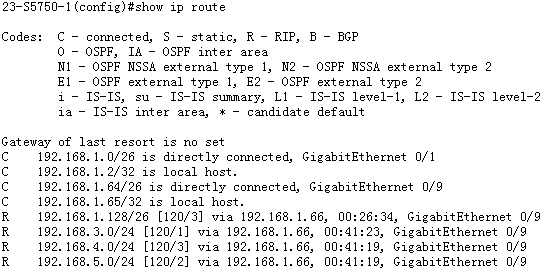 23-S5750-1(config)#show ip route
Codes:  C - connected, S - static, R - RIP, B - BGP
O - OSPF, IA - OSPF inter area
N1 - OSPF NSSA external type 1, N2 - OSPF NSSA external type 2
E1 - OSPF external type 1, E2 - OSPF external type 2
i - IS-IS, su - IS-IS summary, L1 - IS-IS level-1, L2 - IS-IS level-2
ia - IS-IS inter area, * - candidate default
Gateway of last resort is no set
C    192.168.1.0/26 is directly connected, GigabitEthernet 0/1
C    192.168.1.2/32 is local host.
C    192.168.1.64/26 is directly connected, GigabitEthernet 0/9
C    192.168.1.65/32 is local host.
R    192.168.1.128/26 [120/3] via 192.168.1.66, 00:26:34, GigabitEthernet 0/9
R    192.168.3.0/24 [120/1] via 192.168.1.66, 00:41:23, GigabitEthernet 0/9
R    192.168.4.0/24 [120/3] via 192.168.1.66, 00:41:19, GigabitEthernet 0/9
R    192.168.5.0/24 [120/2] via 192.168.1.66, 00:41:19, GigabitEthernet 0/9